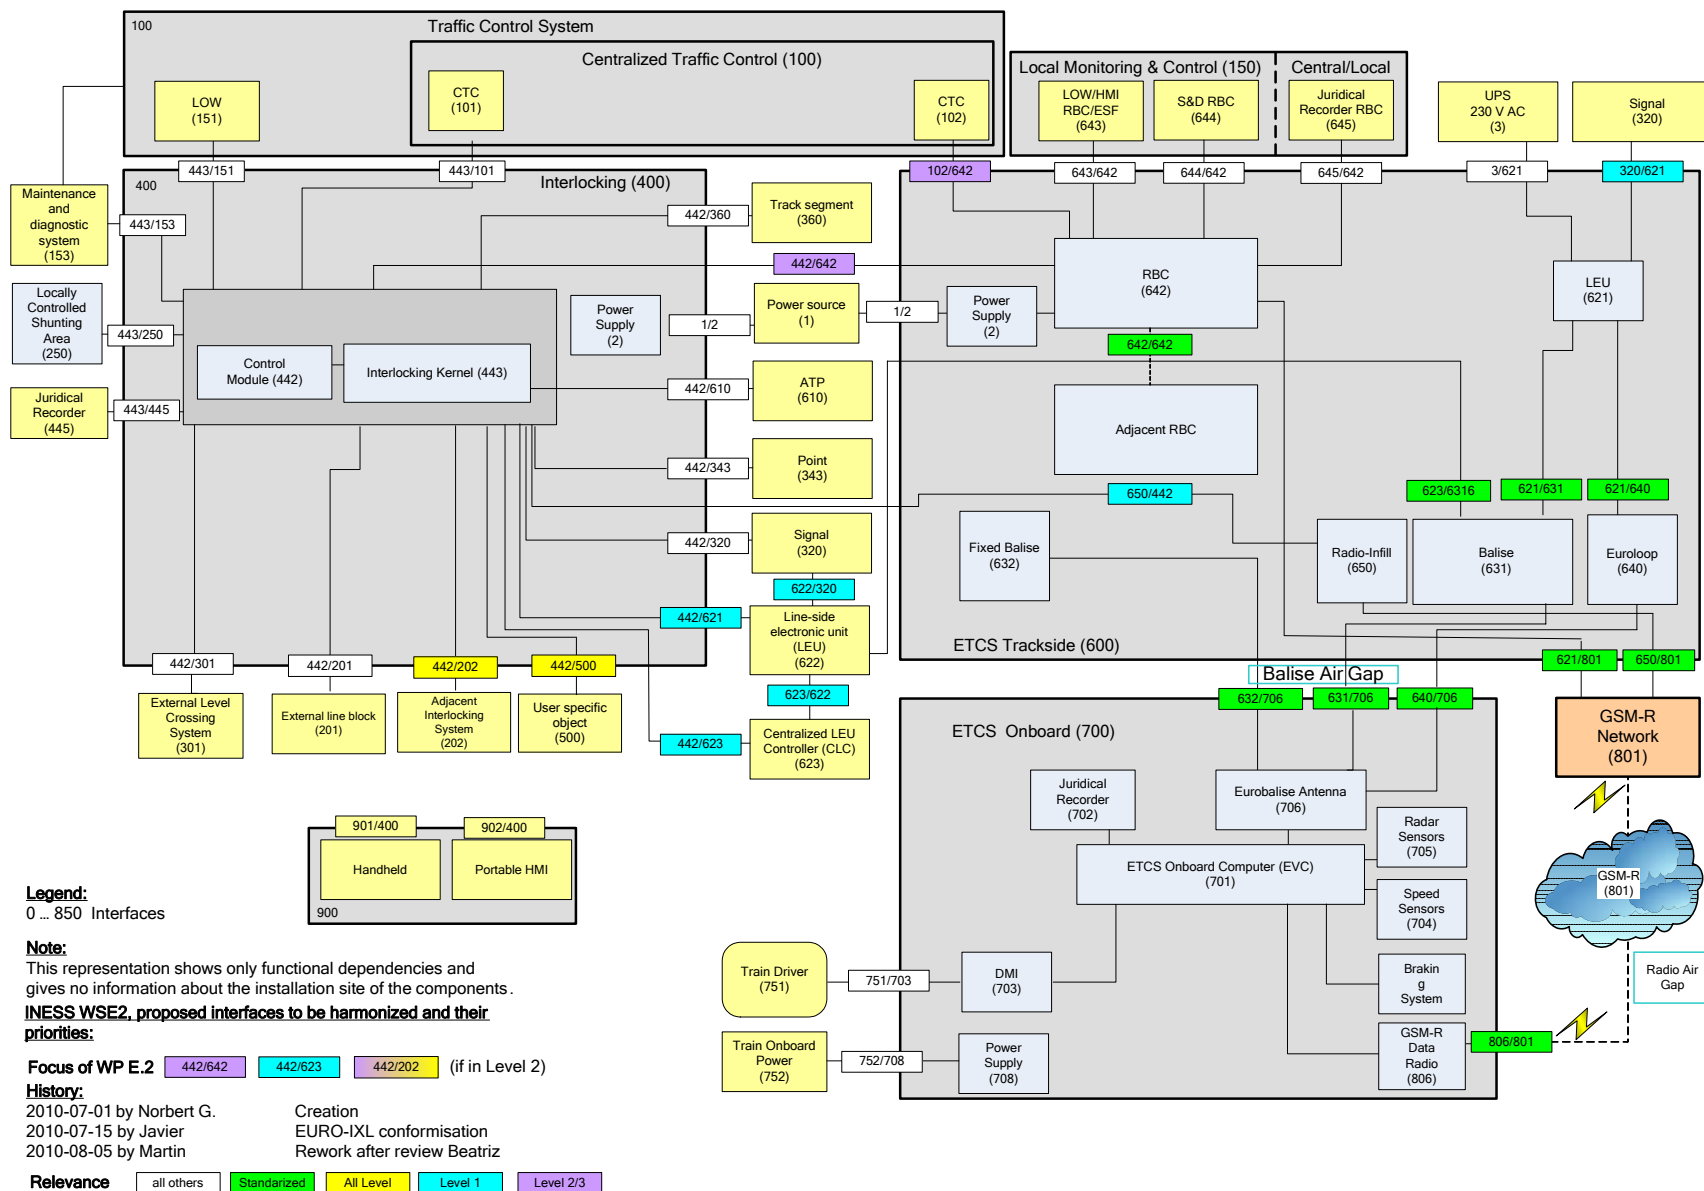 100
Traffic Control System
Centralized Traffic Control (100)
LOW
(151)
CTC
(101)
CTC
(102)
Local Monitoring & Control (150)
Central/Local
LOW/HMI
RBC/ESF
(643)
S&D RBC
(644)
Juridical
Recorder RBC
(645)
UPS
230 V AC
(3)
Signal
(320)
443/151
443/101
102/642
643/642
644/642
645/642
3/621
320/621
Maintenance
and
diagnostic
system
(153)
443/153
400
Interlocking (400)
442/360
Track segment
(360)
442/642
Locally
Controlled
Shunting
Area
(250)
443/250
Power
Supply
(2)
1/2
Power source
(1)
1/2
Power
Supply
(2)
RBC
(642)
LEU
(621)
642/642
Control
Module (442)
Interlocking Kernel (443)
442/610
ATP
(610)
Juridical
Recorder
(445)
443/445
Adjacent RBC
442/343
Point
(343)
650/442
623/6316
621/631
621/640
442/320
Signal
(320)
Fixed Balise
(632)
Radio-Infill
(650)
Balise
(631)
Euroloop
(640)
622/320
442/621
Line-side
electronic unit
(LEU)
(622)
ETCS Trackside (600)
442/301
442/201
442/202
442/500
621/801
650/801
Balise Air Gap
External Level
Crossing
System
(301)
External line block
(201)
Adjacent
Interlocking
System
(202)
User specific
object
(500)
623/622
442/623
Centralized LEU
Controller (CLC)
(623)
632/706
631/706
640/706
ETCS  Onboard (700)
GSM-R
Network
(801)
Juridical
Recorder
(702)
Eurobalise Antenna
(706)
Radar
Sensors
(705)
ETCS Onboard Computer (EVC)
(701)
Speed
Sensors
(704)
GSM-R
(801)
901/400
902/400
Handheld
Portable HMI
900
Train Driver
(751)
751/703
DMI
(703)
Brakin
g
System
Radio Air
Gap
Train Onboard
Power
(752)
752/708
Power
Supply
(708)
GSM-R
Data
Radio
(806)
806/801
Legend:
0 ... 850  Interfaces
Note:
This representation shows only functional dependencies and
gives no information about the installation site of the components.
INESS WSE2, proposed interfaces to be harmonized and their
priorities:
Focus of WP E.2
442/642
442/623
442/202
(if in Level 2)
History:
2010-07-01 by Norbert G.   Creation
2010-07-15 by Javier   EURO-IXL conformisation
2010-08-05 by Martin   Rework after review Beatriz
Relevance
all others
Standarized
All Level
Level 1
Level 2/3